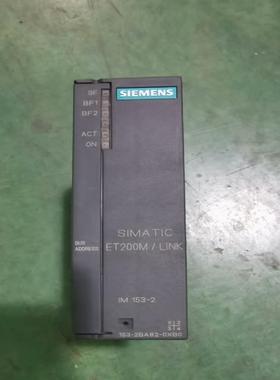 SIEMENS
SF
BF1
BF2
ACT
ON
SIMATIC
ET200M / LINK
BUS
ADDRESS
IM 153-2
153-2BA82-0XB0